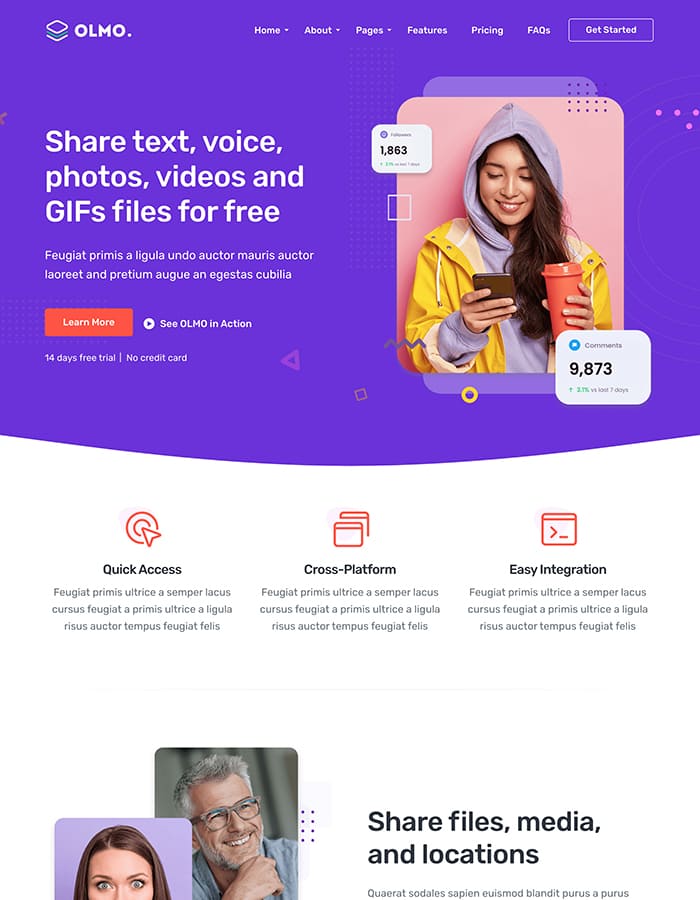 OLMO.
Home About Pages Features Pricing FAQs Get Started
Share text, voice,
photos, videos and
GIFs files for free
Feugiat primis a ligula undo auctor mauris auctor
laoreet and pretium augue an egestas cubilia
Learn More
See OLMO in Action
14 days free trial | No credit card
Followers
1,863
2.1% vs last 7 days
Comments
9,873
3.1% vs last 7 days
Quick Access
Feugiat primis ultrice a semper lacus
cursus feugiat a primis ultrice a ligula
risus auctor tempus feugiat felis
Cross-Platform
Feugiat primis ultrice a semper lacus
cursus feugiat a primis ultrice a ligula
risus auctor tempus feugiat felis
Easy Integration
Feugiat primis ultrice a semper lacus
cursus feugiat a primis ultrice a ligula
risus auctor tempus feugiat felis
Share files, media,
and locations
Quaerat sodales sapien euismod blandit purus a purus